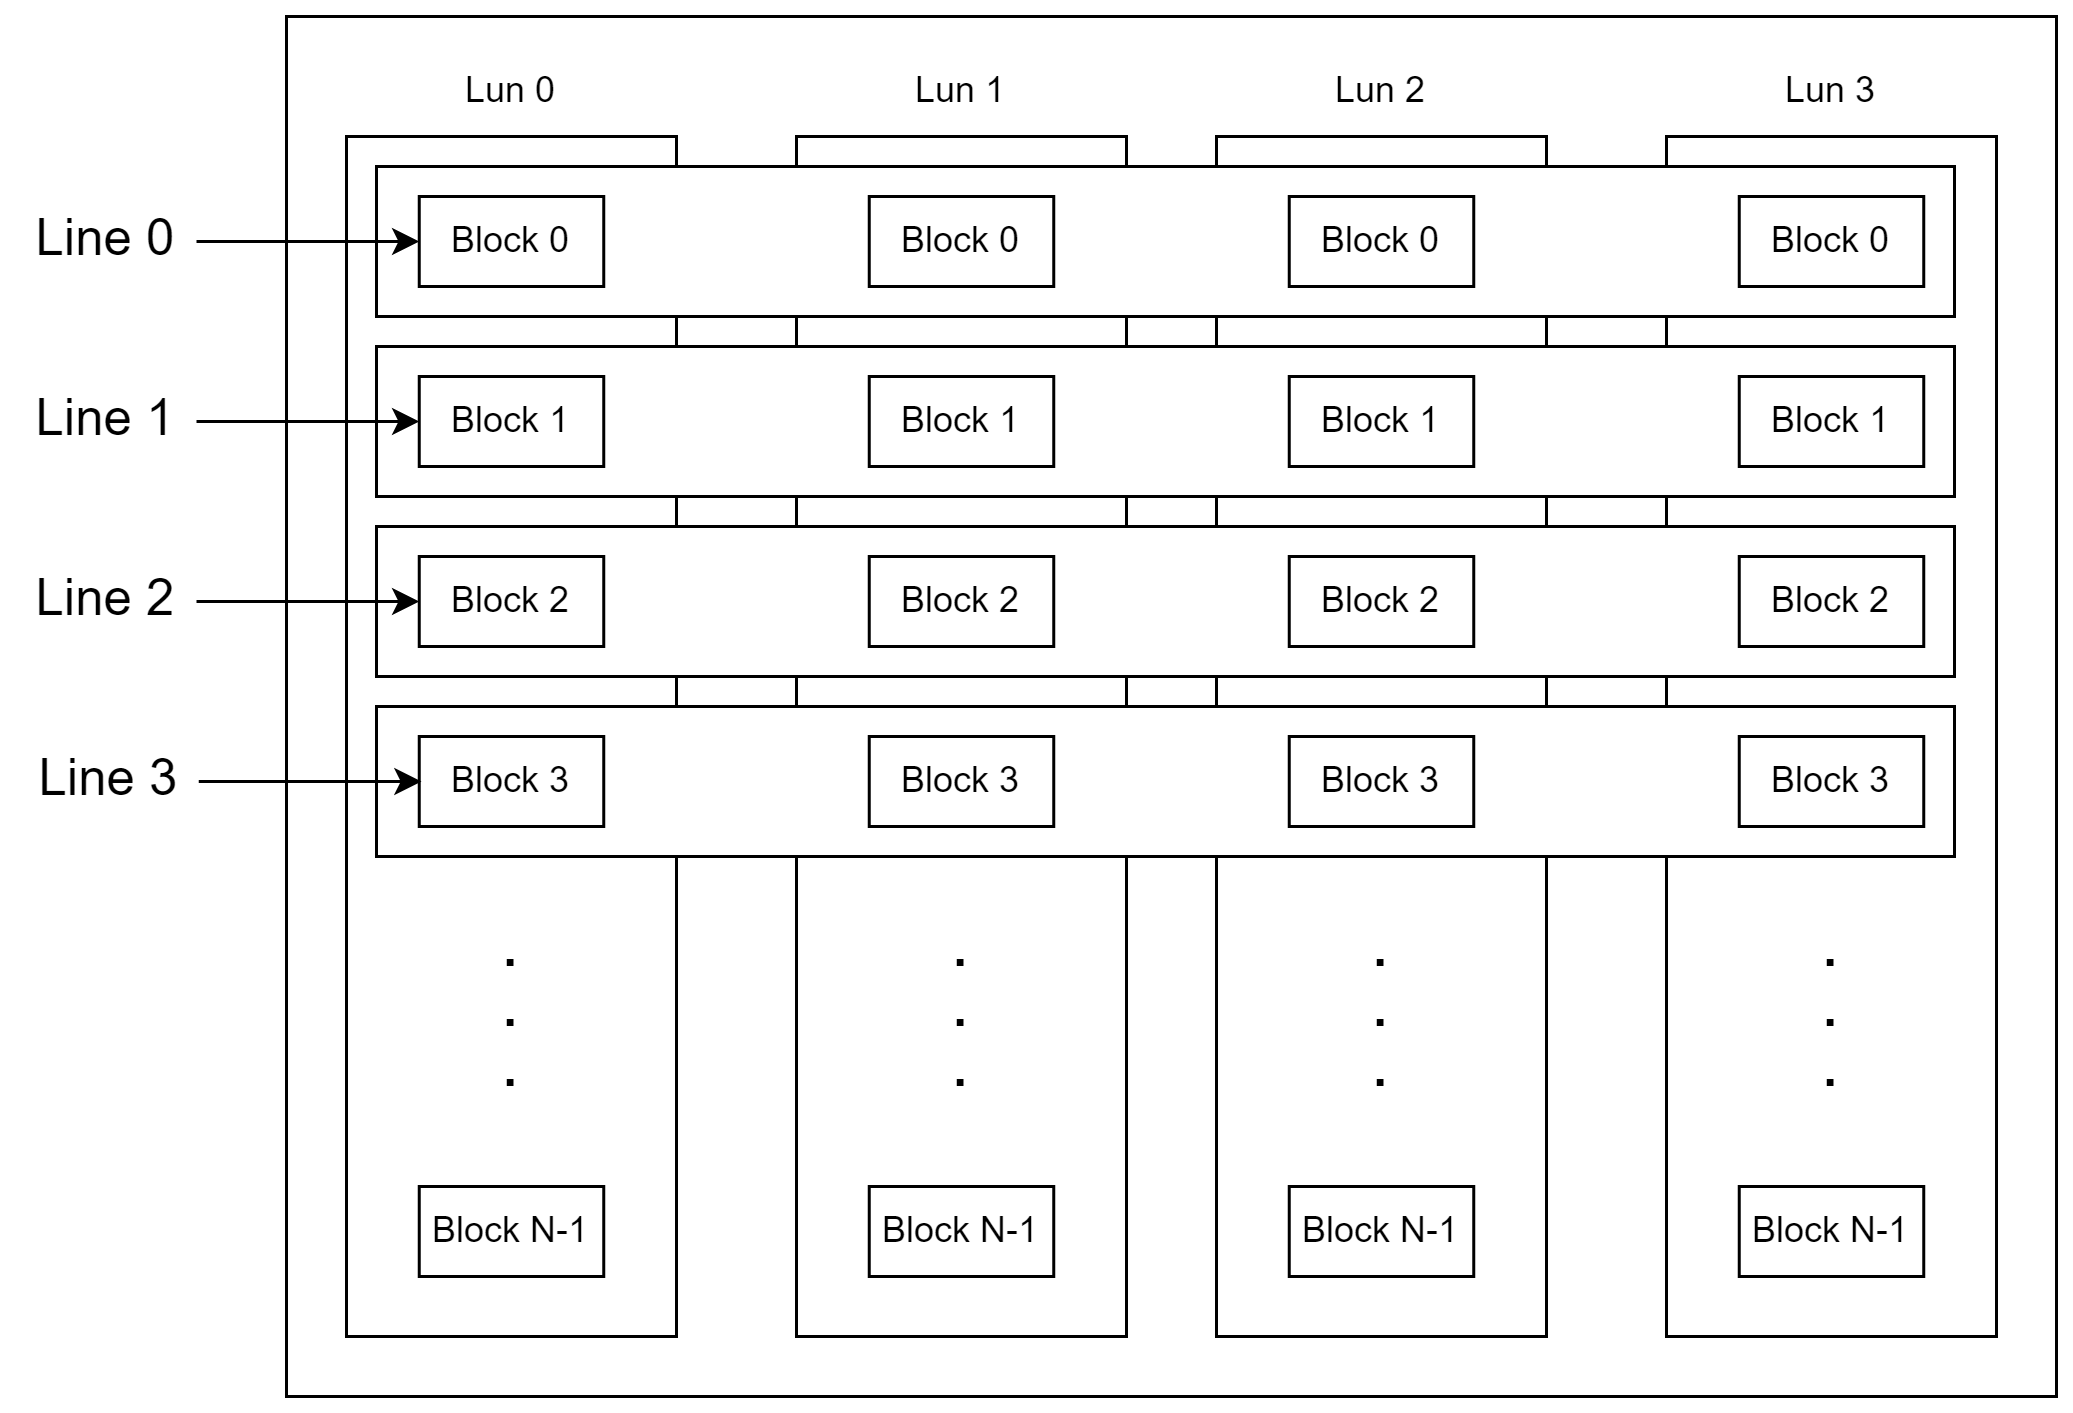 Lun 0 Lun 1 Lun 2 Lun 3
Line 0 Block 0 Block 0 Block 0 Block 0
Line 1 Block 1 Block 1 Block 1 Block 1
Line 2 Block 2 Block 2 Block 2 Block 2
Line 3 Block 3 Block 3 Block 3 Block 3
. . . .
. . . .
. . . .
Block N-1 Block N-1 Block N-1 Block N-1